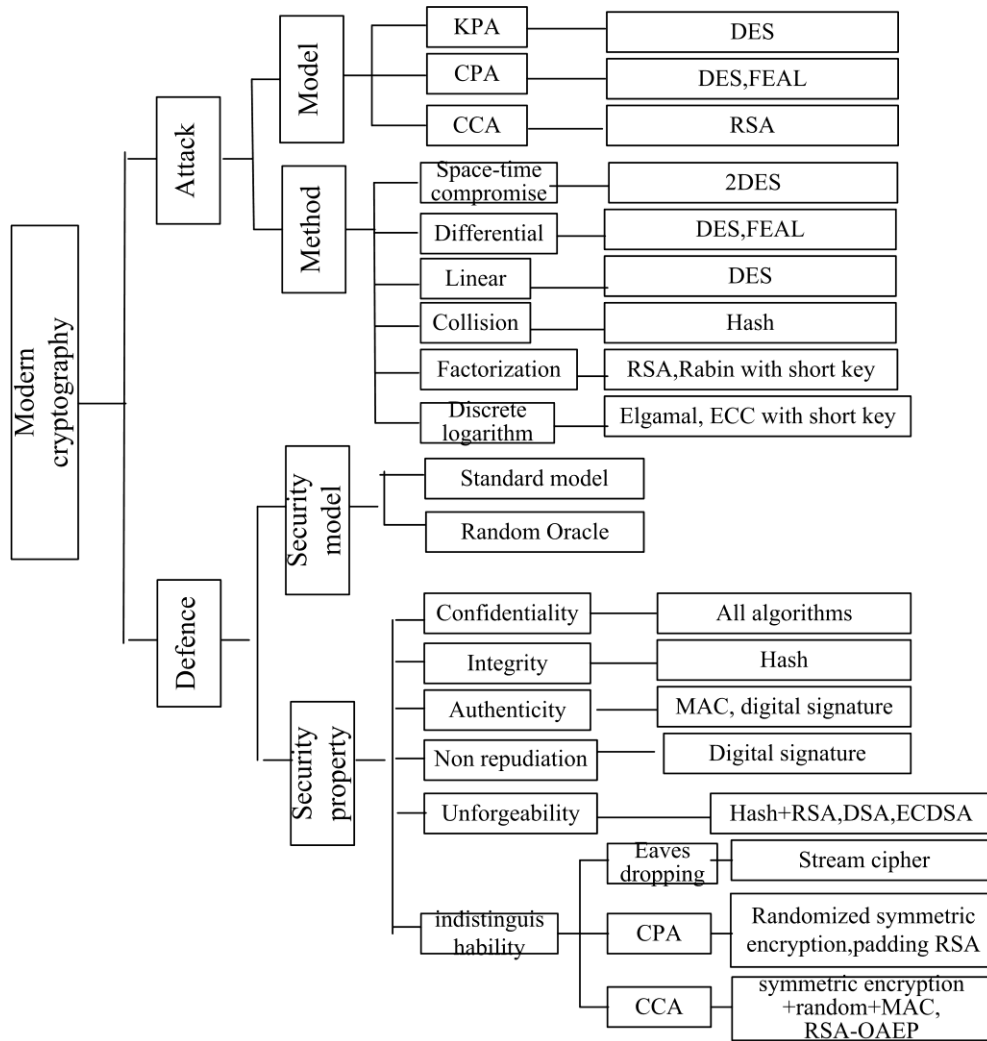 Modern
cryptography
Attack
Model
KPA
DES
CPA
DES,FEAL
CCA
RSA
Method
Space-time
compromise
2DES
Differential
DES,FEAL
Linear
DES
Collision
Hash
Factorization
RSA,Rabin with short key
Discrete
logarithm
Elgamal, ECC with short key
Defence
Security
model
Standard model
Random Oracle
Security
property
Confidentiality
All algorithms
Integrity
Hash
Authenticity
MAC, digital signature
Non repudiation
Digital signature
Unforgeability
Hash+RSA,DSA,ECDSA
indistinguis
hability
Eaves
dropping
Stream cipher
CPA
Randomized symmetric
encryption,padding RSA
CCA
symmetric encryption
+random+MAC,
RSA-OAEP